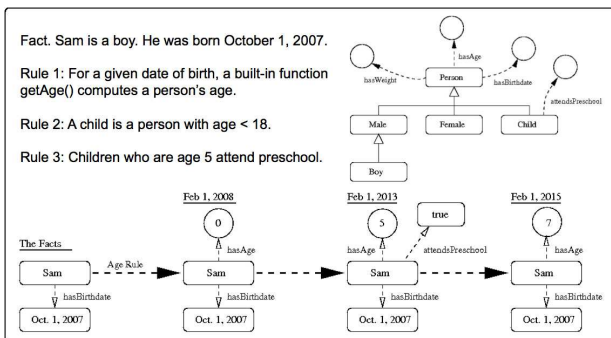 Fact. Sam is a boy. He was born October 1, 2007.
Rule 1: For a given date of birth, a built-in function
getAge() computes a person's age.
Rule 2: A child is a person with age < 18.
Rule 3: Children who are age 5 attend preschool.
hasAge
hasWeight
Person
hasBirthdate
attendsPreschool
Male
Female
Child
Boy
Feb 1, 2008
Feb 1, 2013
Feb 1, 2015
0
5
true
7
The Facts
hasAge
hasAge
attendsPreschool
hasAge
Sam
Age Rule
Sam
Sam
Sam
hasBirthdate
hasBirthdate
hasBirthdate
hasBirthdate
Oct. 1, 2007
Oct. 1, 2007
Oct. 1, 2007
Oct. 1, 2007